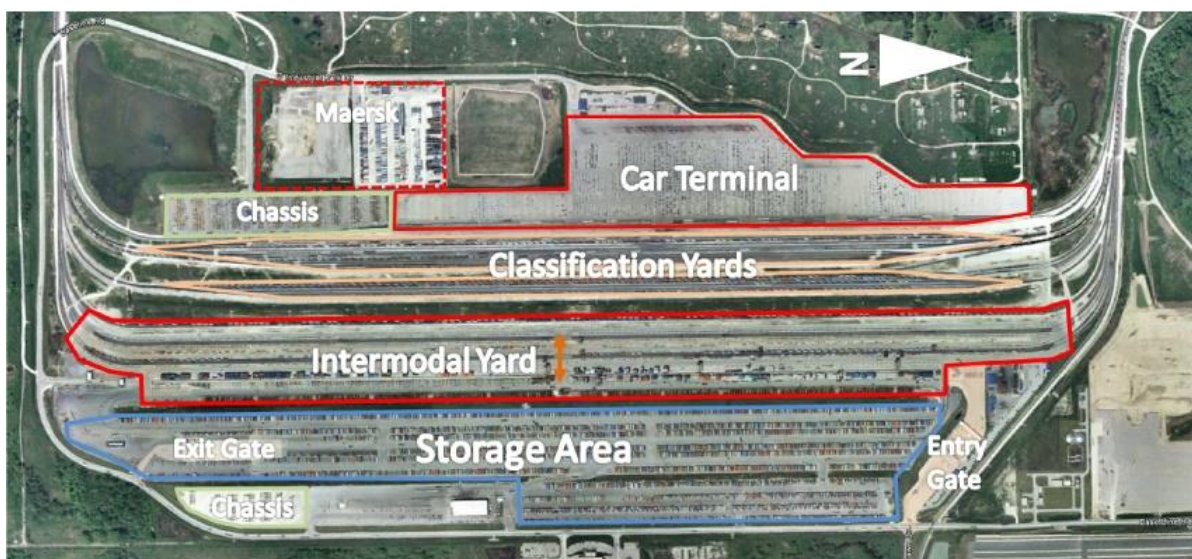 N
Maersk
Car Terminal
Chassis
Classification Yards
Intermodal Yard
Storage Area
Exit Gate
Entry
Gate
Chassis